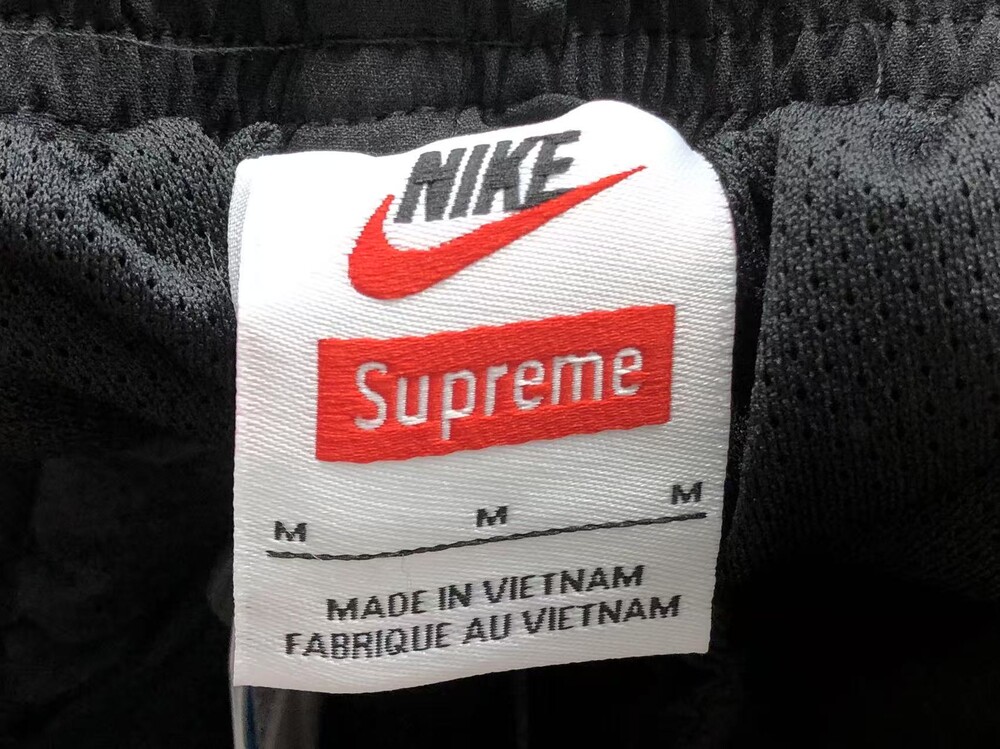 NIKE
Supreme
M M M
MADE IN VIETNAM
FABRIQUE AU VIETNAM